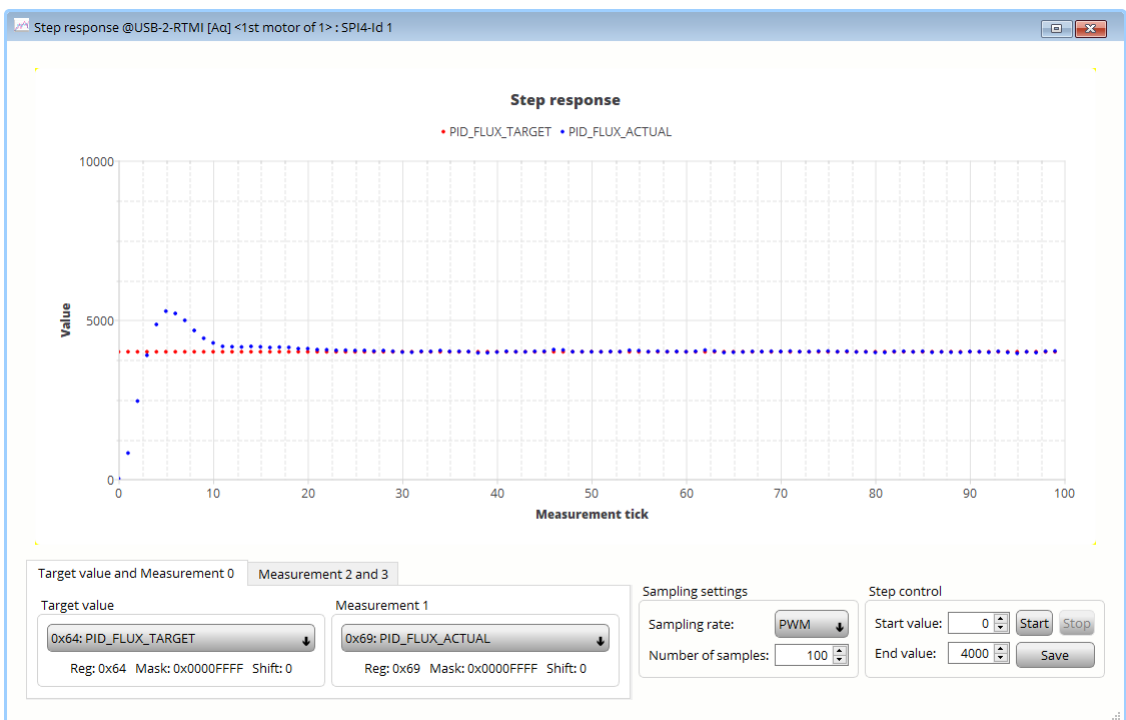 Step response @USB-2-RTMI [Aα] <1st motor of 1> : SPI4-Id 1
Step response
PID_FLUX_TARGET PID_FLUX_ACTUAL
10000
5000
0
Value
0 10 20 30 40 50 60 70 80 90 100
Measurement tick
Target value and Measurement 0 Measurement 2 and 3
Target value Measurement 1
0x64: PID_FLUX_TARGET 0x69: PID_FLUX_ACTUAL
Reg: 0x64 Mask: 0x0000FFFF Shift: 0 Reg: 0x69 Mask: 0x0000FFFF Shift: 0
Sampling settings
Sampling rate: PWM
Number of samples: 100
Step control
Start value: 0 Start Stop
End value: 4000 Save